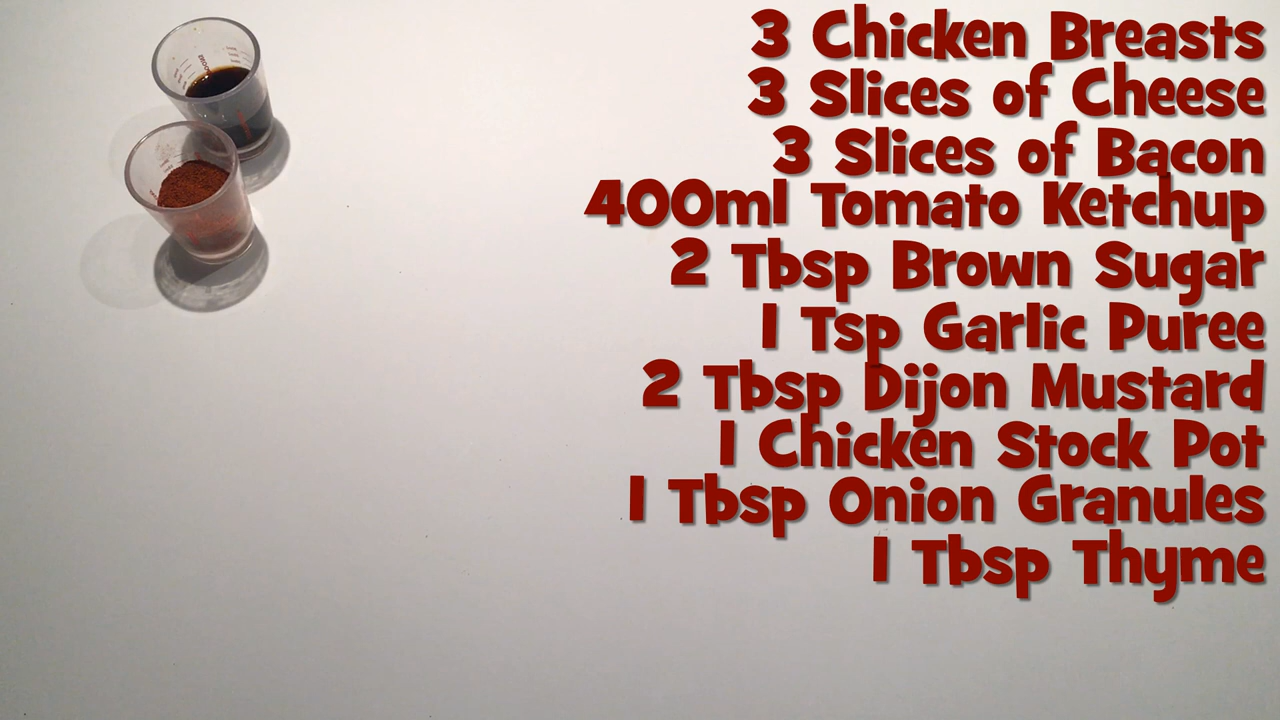 3 Chicken Breasts
3 Slices of Cheese
3 Slices of Bacon
400ml Tomato Ketchup
2 Tbsp Brown Sugar
1 Tsp Garlic Puree
2 Tbsp Dijon Mustard
1 Chicken Stock Pot
1 Tbsp Onion Granules
1 Tbsp Thyme